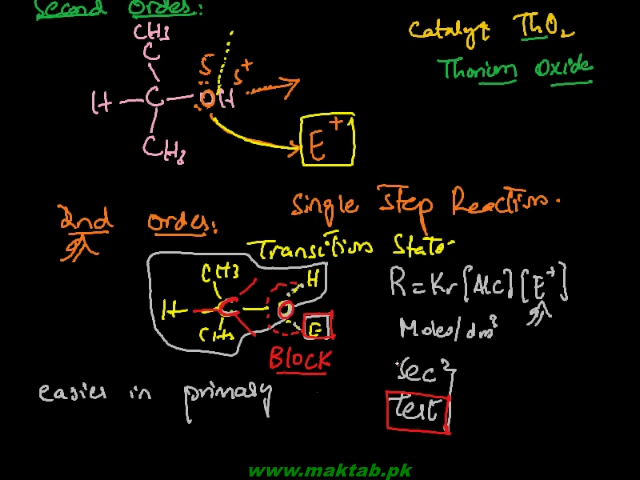 Second Order:
Catalyt ThO2
Thorium Oxide
CH3
C
H C OH
S S+
CH3
E+
Single Step Reaction.
2nd Order:
Transition State
CH3 H
H C O
CH3 E
BLOCK
R = Kr [Alc] [E+]
Moles/dm3
Sec
Test
easier in primary
www.maktab.pk